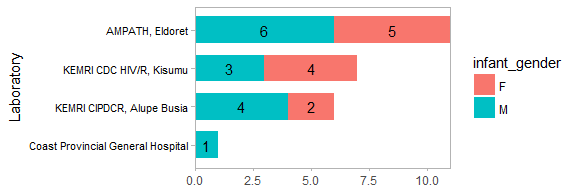 Laboratory
AMPATH, Eldoret
6 5
KEMRI CDC HIV/R, Kisumu
3 4
KEMRI CIPDCR, Alupe Busia
4 2
Coast Provincial General Hospital
1
0.0 2.5 5.0 7.5 10.0
infant_gender
F
M